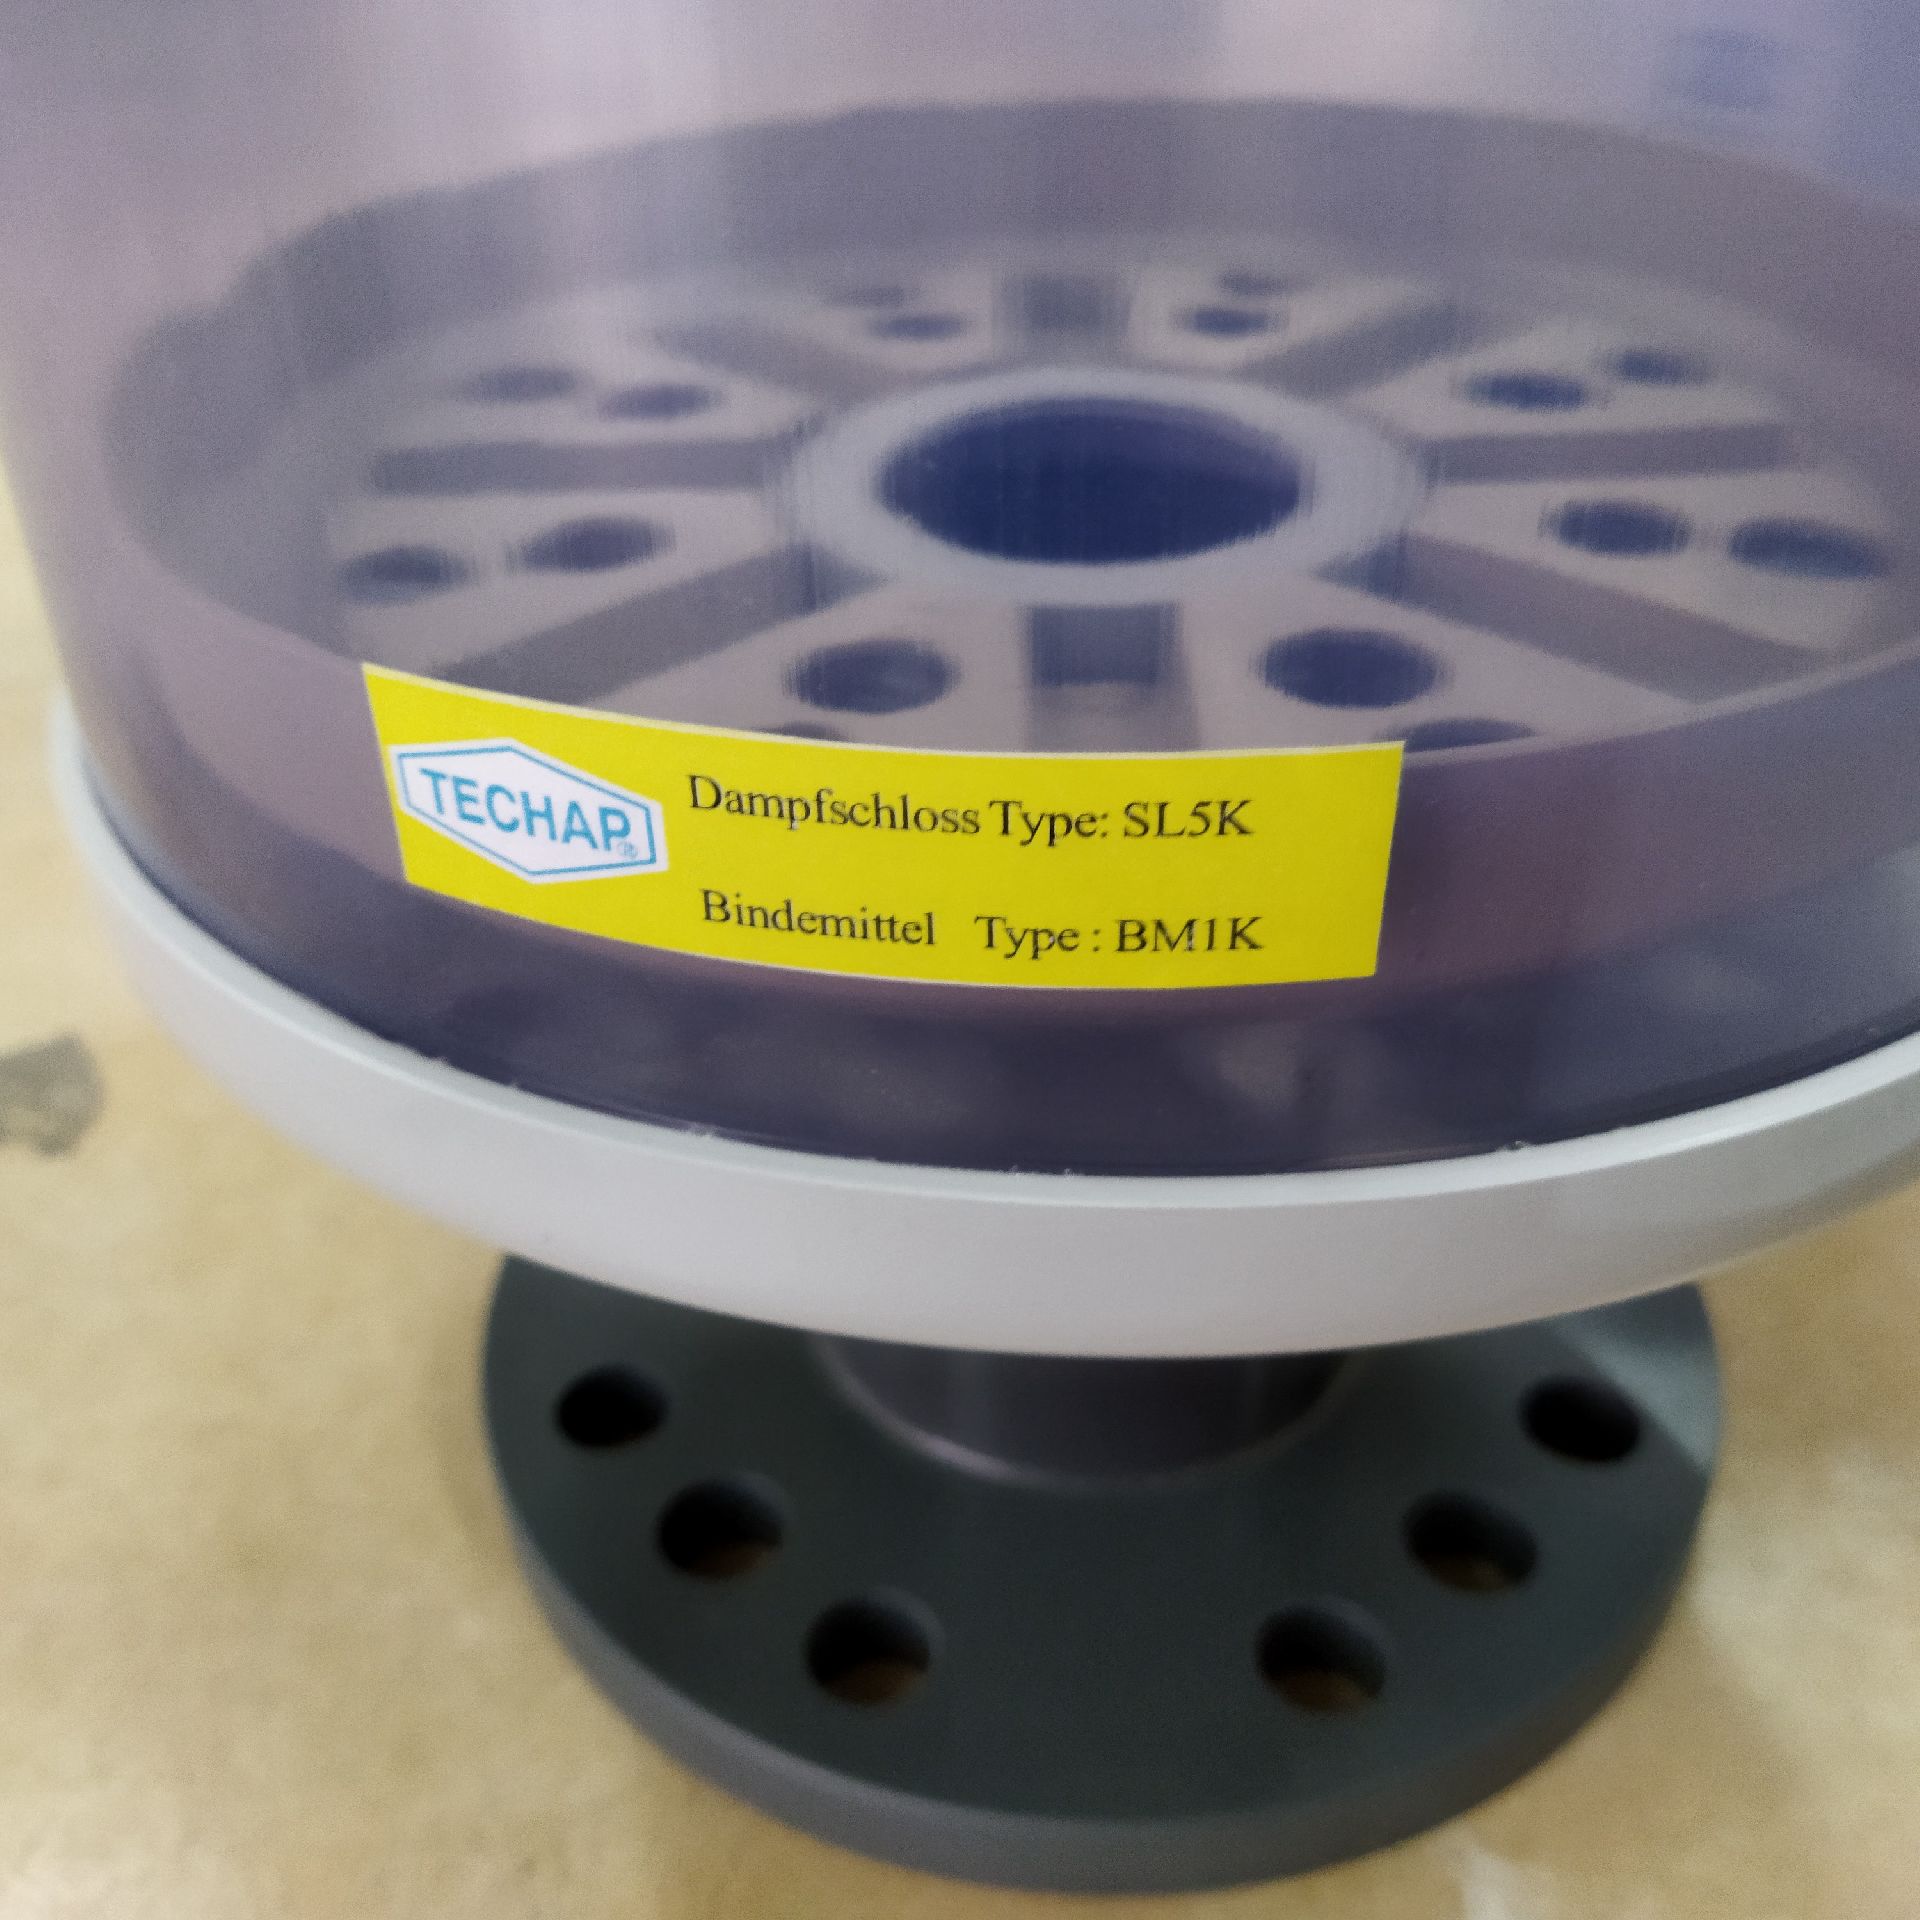 TECHAP®
Dampfschloss Type: SL5K
Bindemittel Type : BM1K